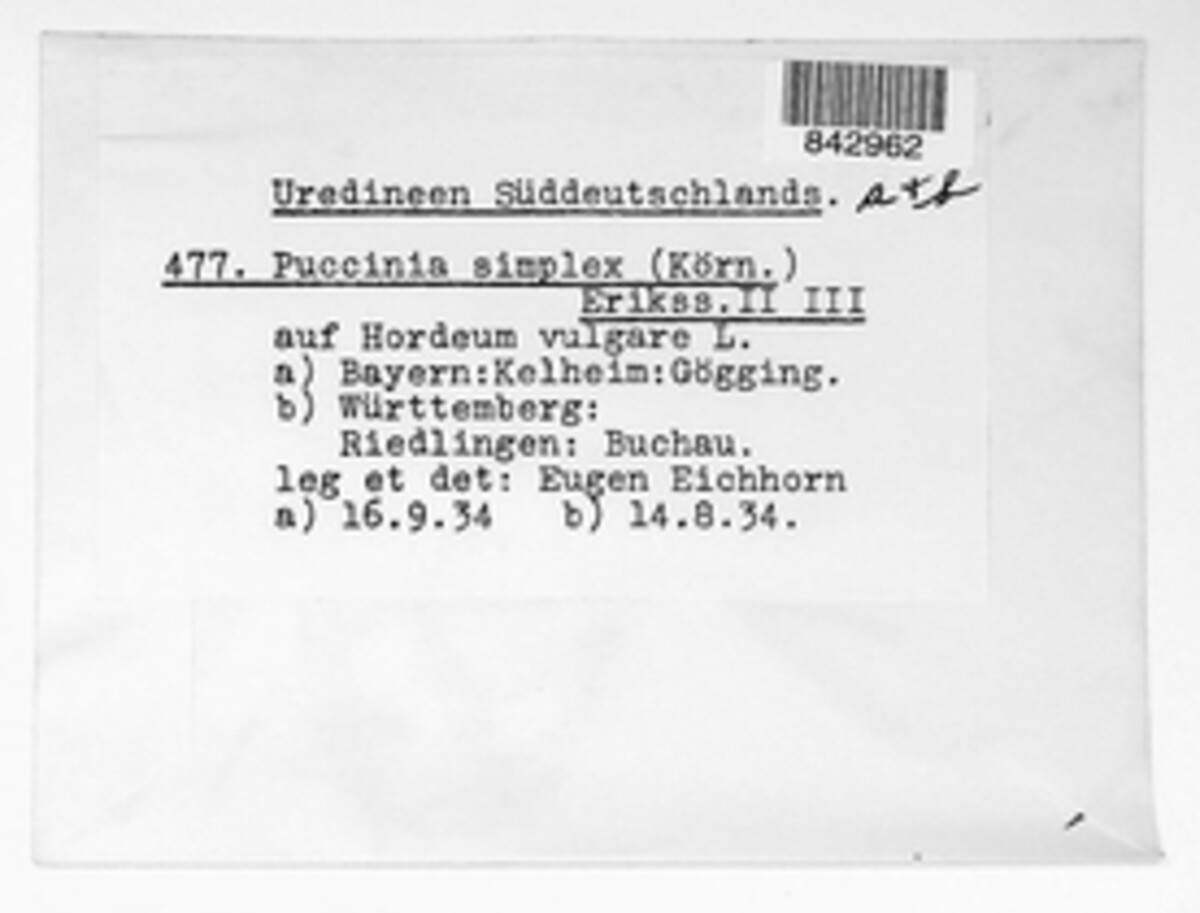 842962
Uredineen Süddeutschlands. a+b
477. Puccinia simplex (Körn.)
Erikss.II III
auf Hordeum vulgare L.
a) Bayern:Kelheim:Gögging.
b) Württemberg:
Riedlingen: Buchau.
leg et det: Eugen Eichhorn
a) 16.9.34 b) 14.8.34.